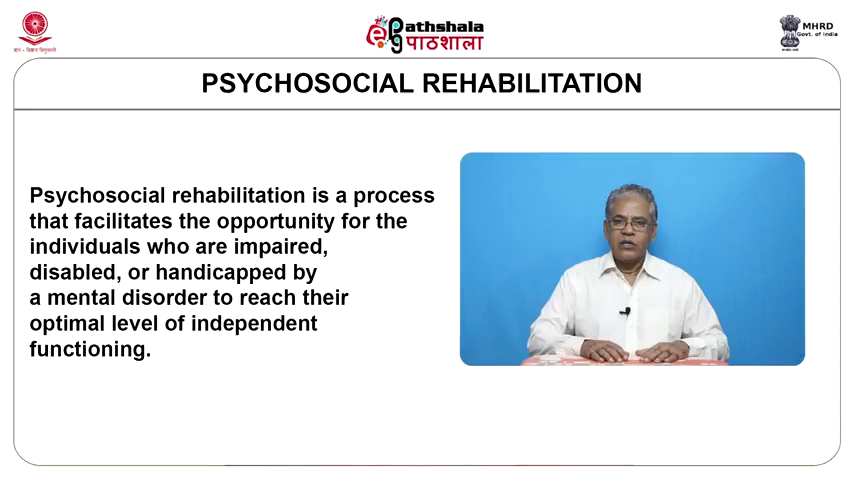 ज्ञान - विज्ञान विमुक्तये
ePathshala
पाठशाला
MHRD
Govt. of India
PSYCHOSOCIAL REHABILITATION
Psychosocial rehabilitation is a process
that facilitates the opportunity for the
individuals who are impaired,
disabled, or handicapped by
a mental disorder to reach their
optimal level of independent
functioning.